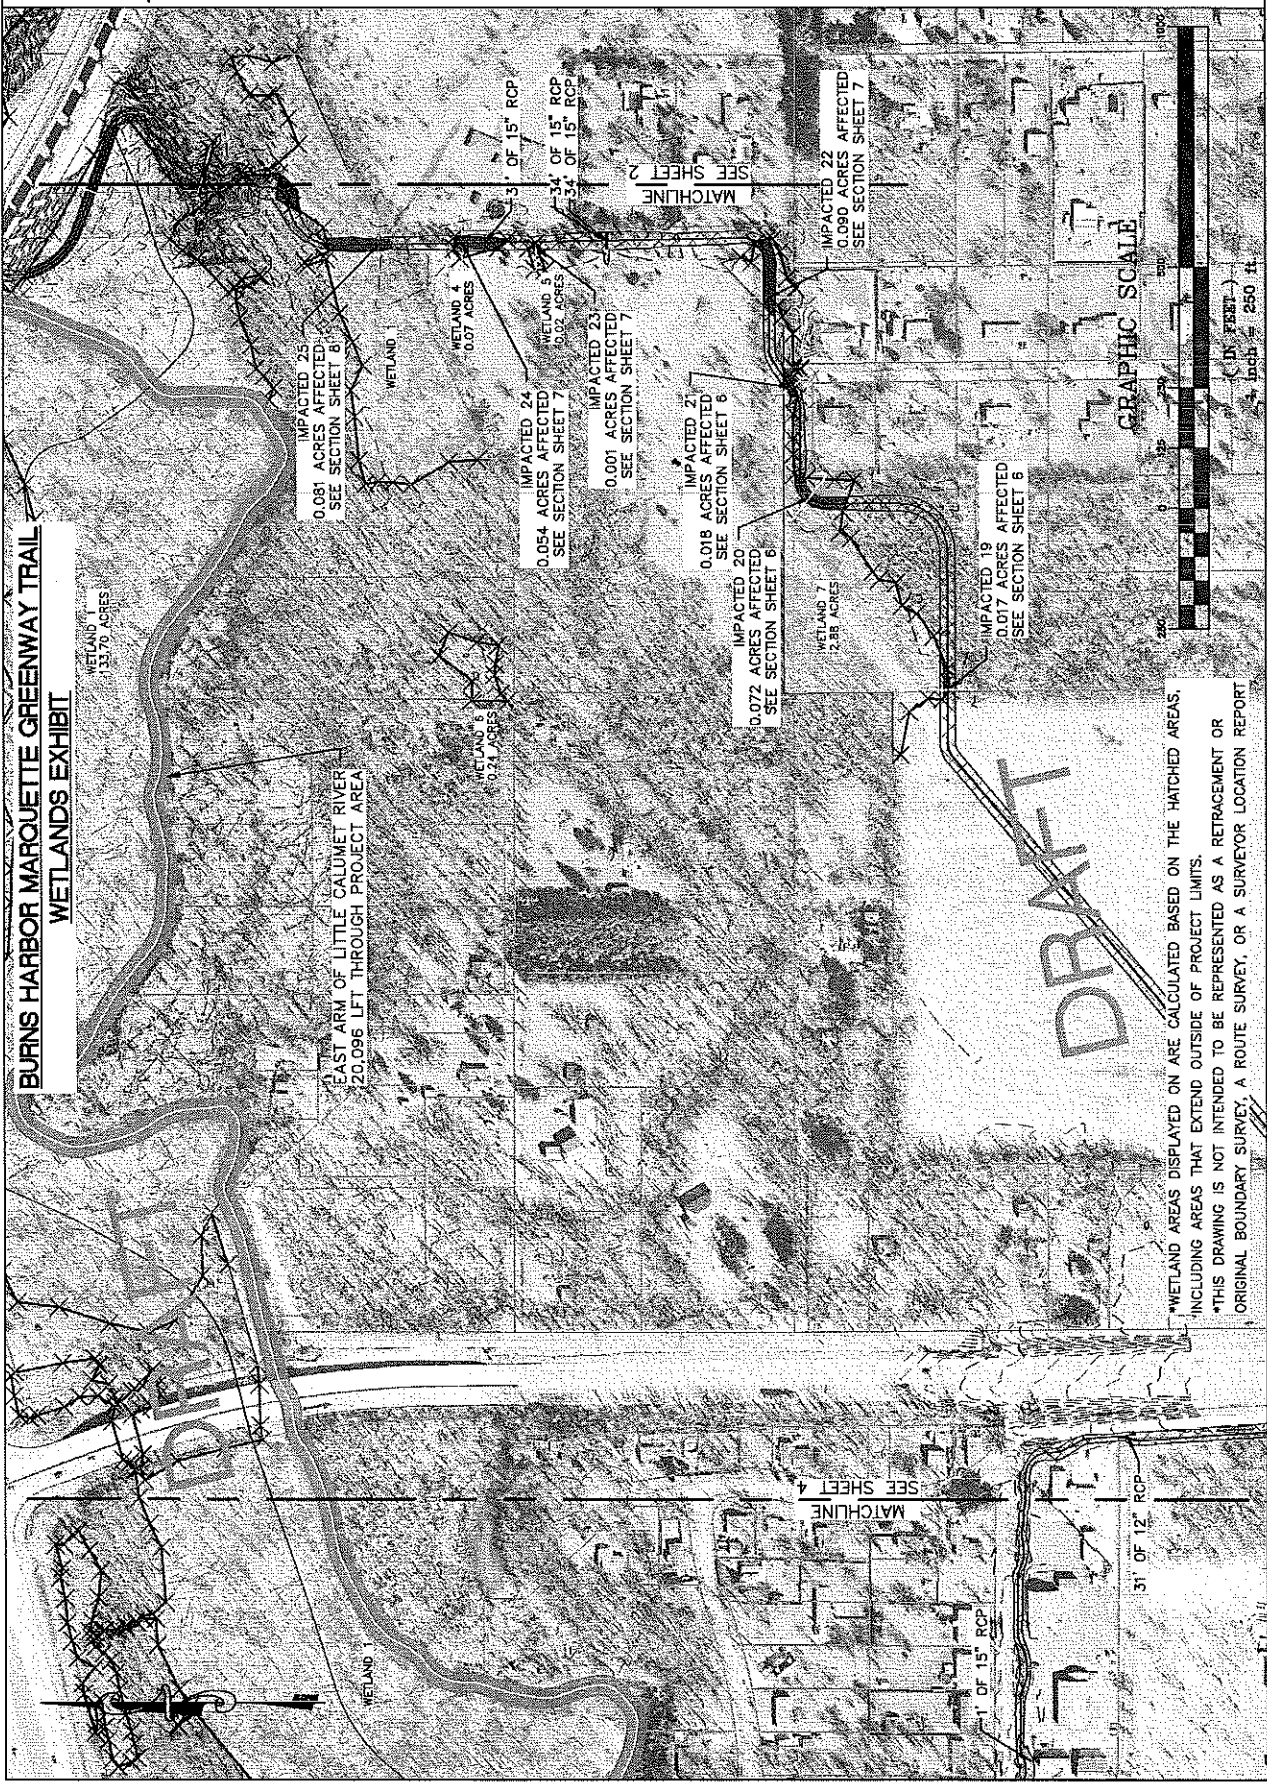 BURNS HARBOR MARQUETTE GREENWAY TRAIL
WETLANDS EXHIBIT
WETLAND 1
133.70 ACRES
EAST ARM OF LITTLE CALUMET RIVER
20,096 LFT THROUGH PROJECT AREA
IMPACTED 25
0.081 ACRES AFFECTED
SEE SECTION SHEET 8
WETLAND 1
WETLAND 4
0.07 ACRES
OF 15" RCP
34' OF 15" RCP
34' OF 15" RCP
WETLAND 5
0.02 ACRES
IMPACTED 24
0.054 ACRES AFFECTED
SEE SECTION SHEET 7
IMPACTED 23
0.001 ACRES AFFECTED
SEE SECTION SHEET 7
MATCHLINE
SEE SHEET 2
IMPACTED 22
0.090 ACRES AFFECTED
SEE SECTION SHEET 7
WETLAND 6
0.24 ACRES
IMPACTED 21
0.018 ACRES AFFECTED
SEE SECTION SHEET 6
IMPACTED 20
0.072 ACRES AFFECTED
SEE SECTION SHEET 6
WETLAND 7
2.88 ACRES
IMPACTED 19
0.017 ACRES AFFECTED
SEE SECTION SHEET 6
DRAFT
DRAFT
WETLAND 1
MATCHLINE
SEE SHEET 4
OF 15" RCP
31' OF 12" RCP
GRAPHIC SCALE
250 0 125 250 500 1000
( IN FEET )
1 inch = 250 ft.
*WETLAND AREAS DISPLAYED ON ARE CALCULATED BASED ON THE HATCHED AREAS,
INCLUDING AREAS THAT EXTEND OUTSIDE OF PROJECT LIMITS.
*THIS DRAWING IS NOT INTENDED TO BE REPRESENTED AS A RETRACEMENT OR
ORIGINAL BOUNDARY SURVEY, A ROUTE SURVEY, OR A SURVEYOR LOCATION REPORT